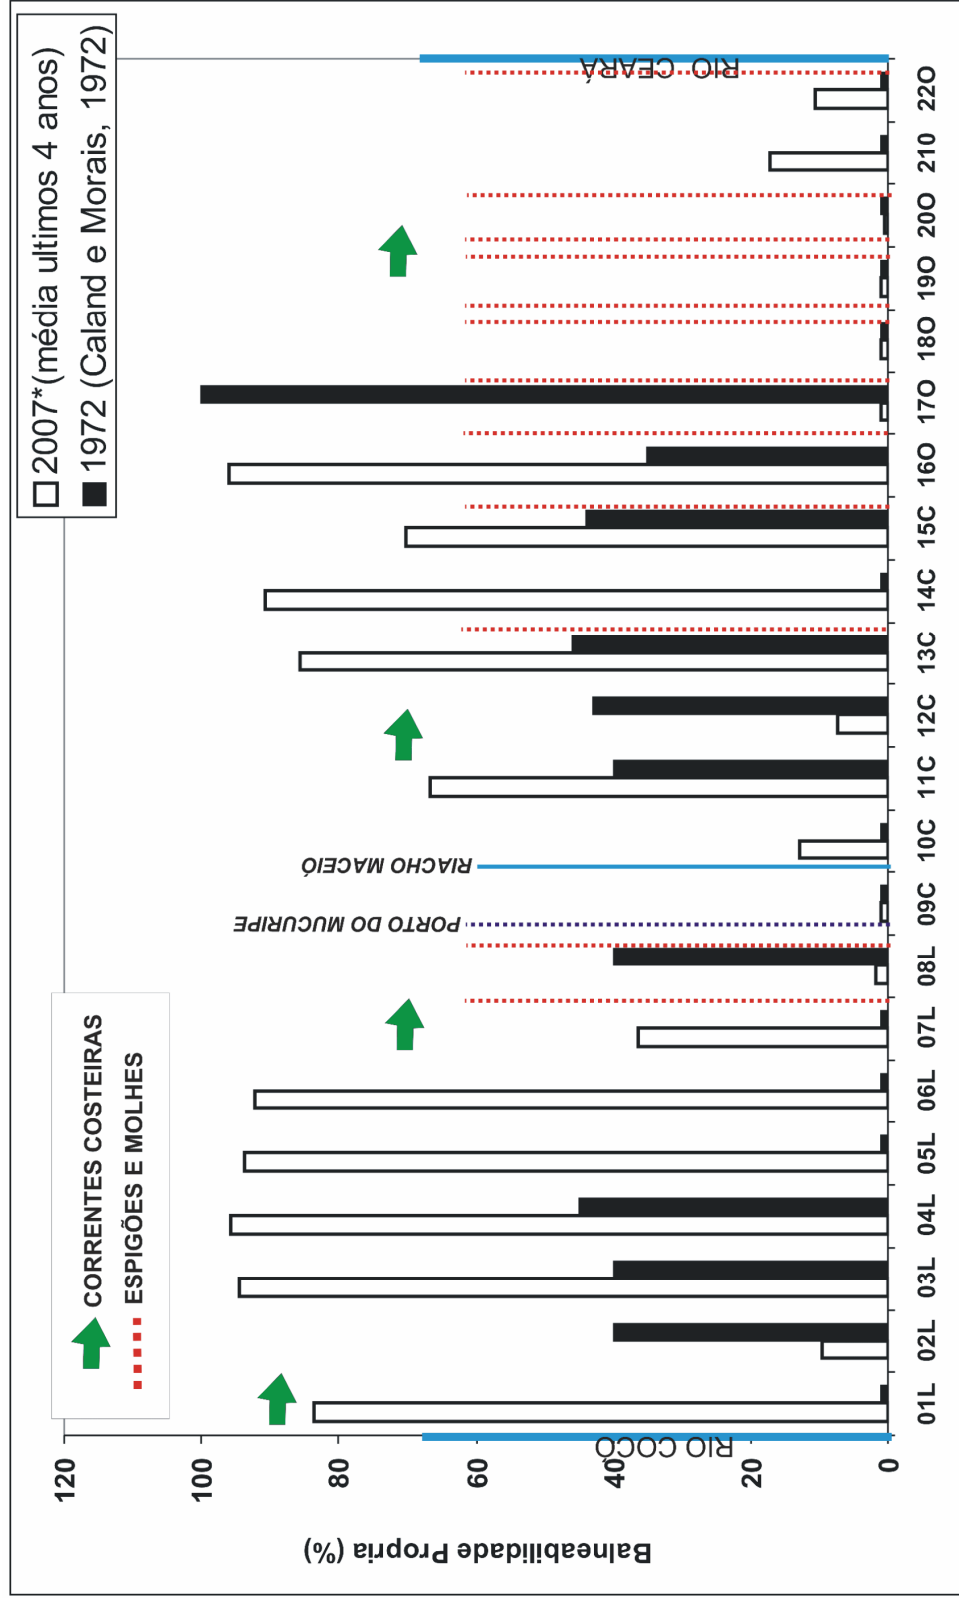 2007*(média ultimos 4 anos)
1972 (Caland e Morais, 1972)
CORRENTES COSTEIRAS
ESPIGÕES E MOLHES
Balneabilidade Propria (%)
120
100
80
60
40
20
0
RIO COCÓ
PORTO DO MUCURIPE
RIACHO MACEIÓ
RIO CEARÁ
01L
02L
03L
04L
05L
06L
07L
08L
09C
10C
11C
12C
13C
14C
15C
16O
17O
18O
19O
20O
210
22O